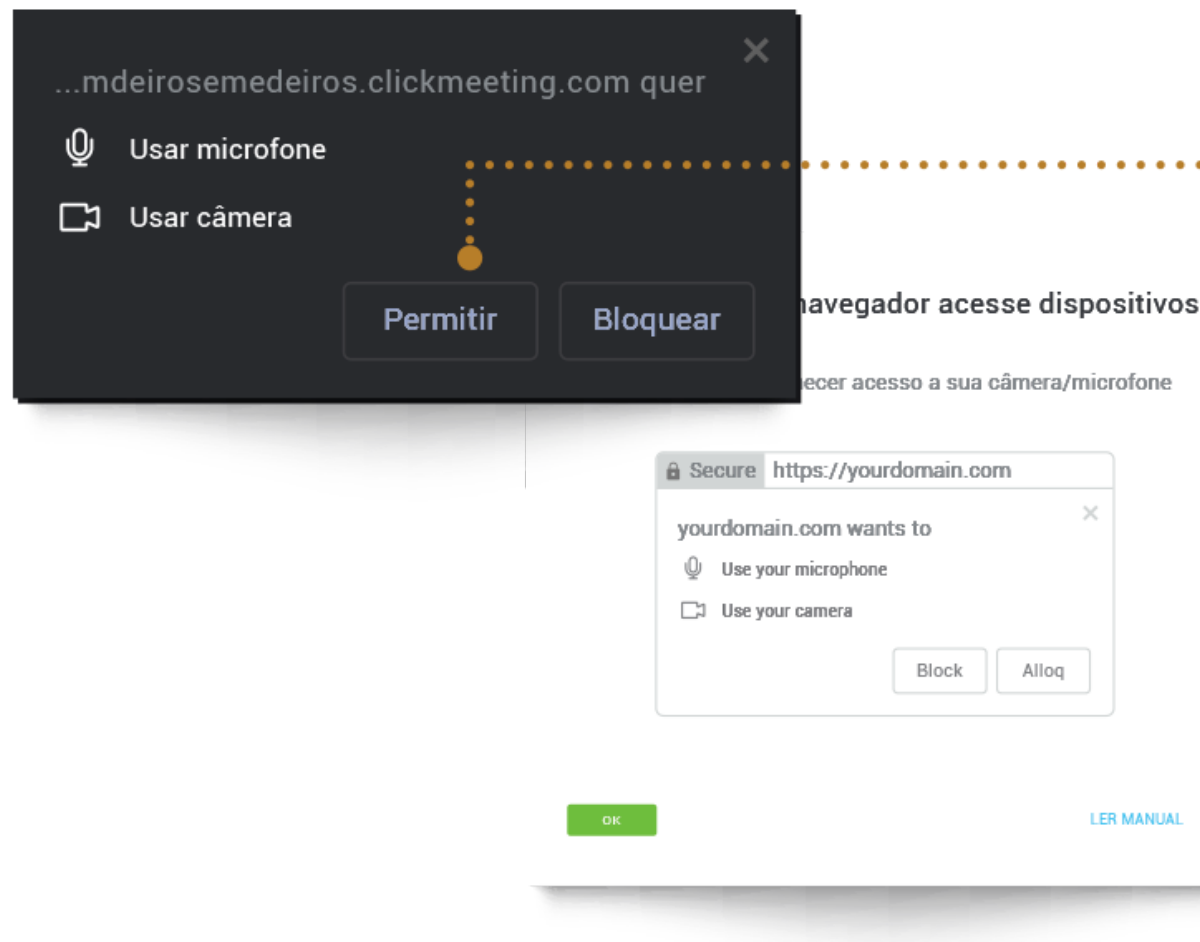 ...mdeirosemedeiros.clickmeeting.com quer
Usar microfone
Usar câmera
Permitir
Bloquear
navegador acesse dispositivos
acesso a sua câmera/microfone
Secure https://yourdomain.com
yourdomain.com wants to
Use your microphone
Use your camera
Block
Alloq
OK
LER MANUAL